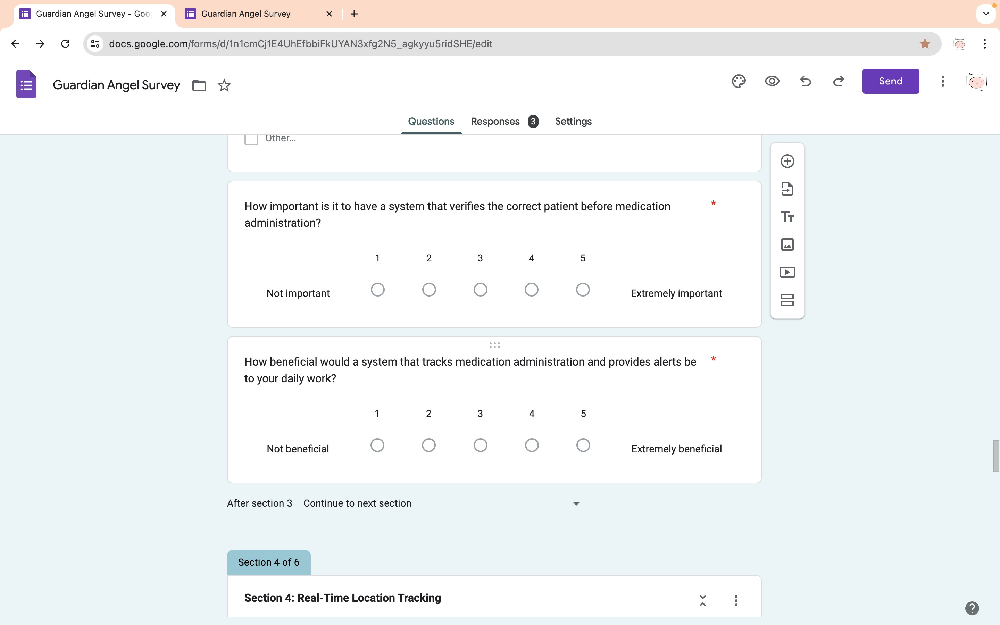 Guardian Angel Survey - Goo
Guardian Angel Survey
docs.google.com/forms/d/1n1cmCj1E4UhEfbbiFkUYAN3xfg2N5_agkyyu5ridSHE/edit
Guardian Angel Survey
Send
Questions
Responses 3
Settings
Other...
How important is it to have a system that verifies the correct patient before medication *
administration?
1 2 3 4 5
Not important
Extremely important
How beneficial would a system that tracks medication administration and provides alerts be *
to your daily work?
1 2 3 4 5
Not beneficial
Extremely beneficial
After section 3 Continue to next section
Section 4 of 6
Section 4: Real-Time Location Tracking